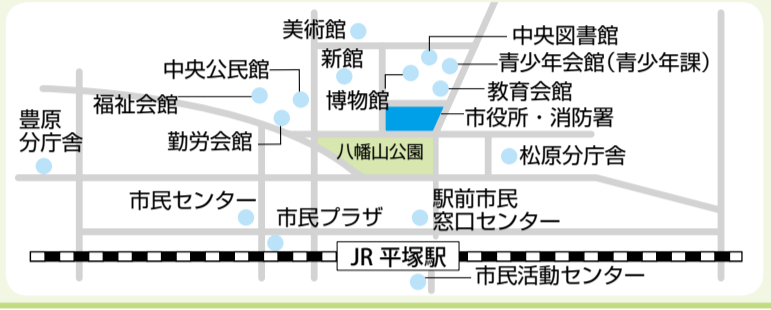 美術館
中央図書館
新館
青少年会館（青少年課）
中央公民館
福祉会館
博物館
教育会館
豊原
分庁舎
勤労会館
市役所・消防署
八幡山公園
松原分庁舎
市民センター
駅前市民
窓口センター
市民プラザ
JR 平塚駅
市民活動センター